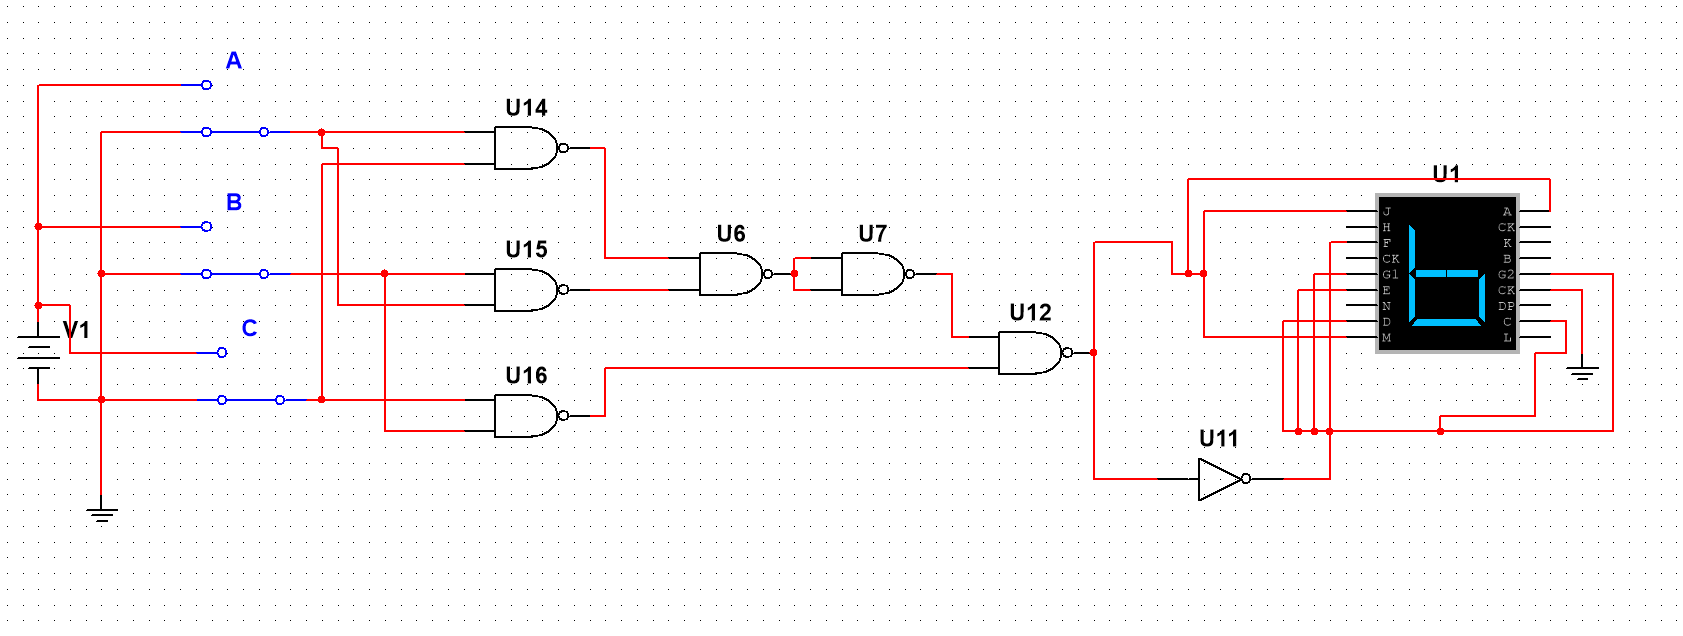 A
U14
U1
B
U15
U6
U7
U12
V1
C
U16
U11
J A
H CK
F K
CK B
G1 G2
E CK
N DP
D C
M L